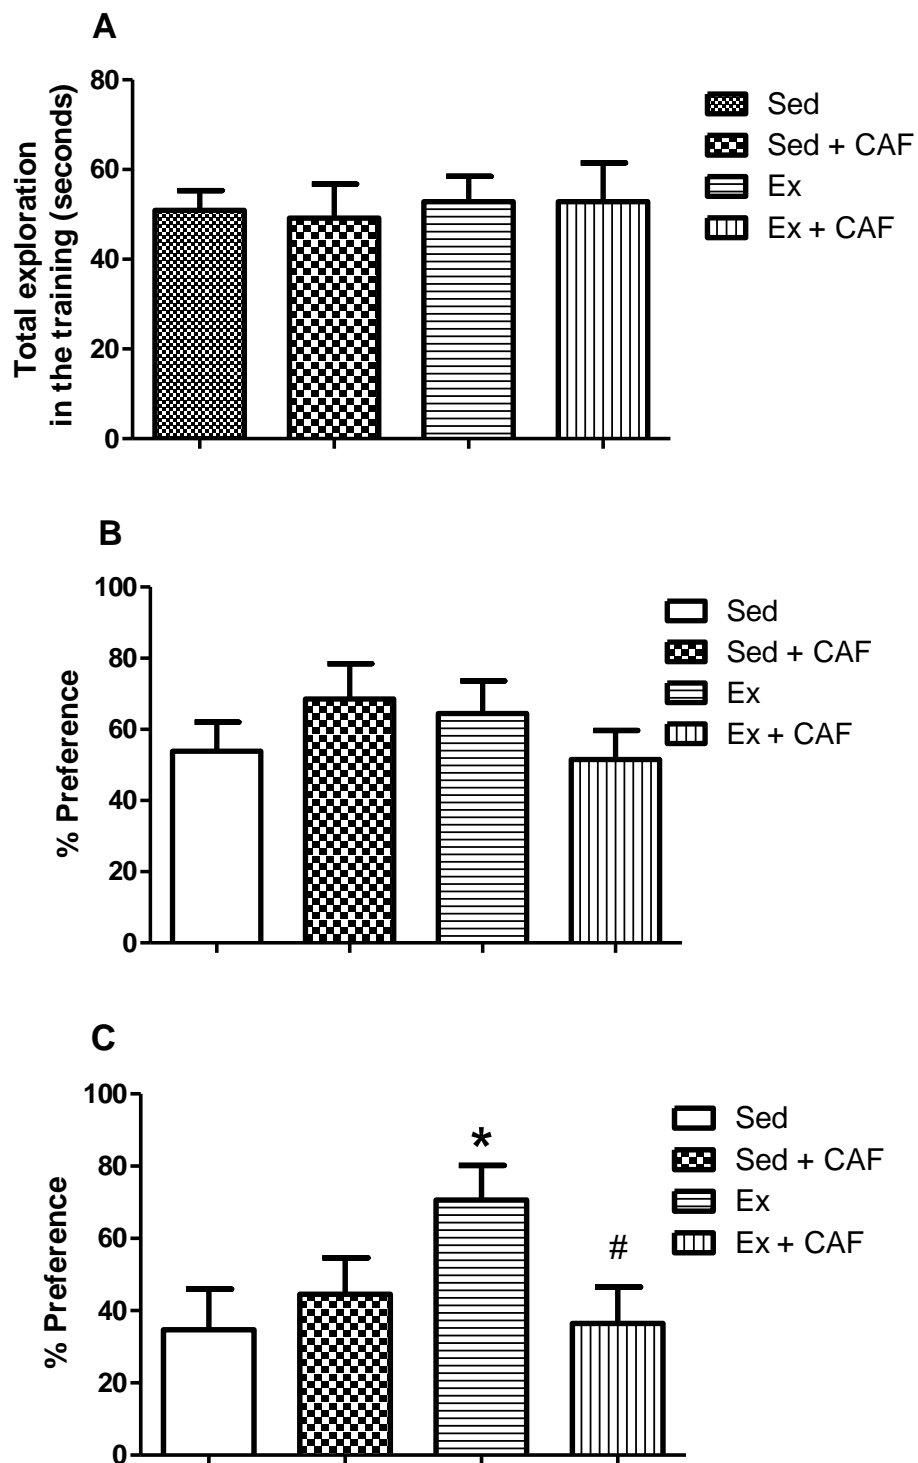 A
Total exploration
in the training (seconds)
80
60
40
20
0
Sed
Sed + CAF
Ex
Ex + CAF
B
% Preference
100
80
60
40
20
0
Sed
Sed + CAF
Ex
Ex + CAF
C
% Preference
100
80
60
40
20
0
*
#
Sed
Sed + CAF
Ex
Ex + CAF